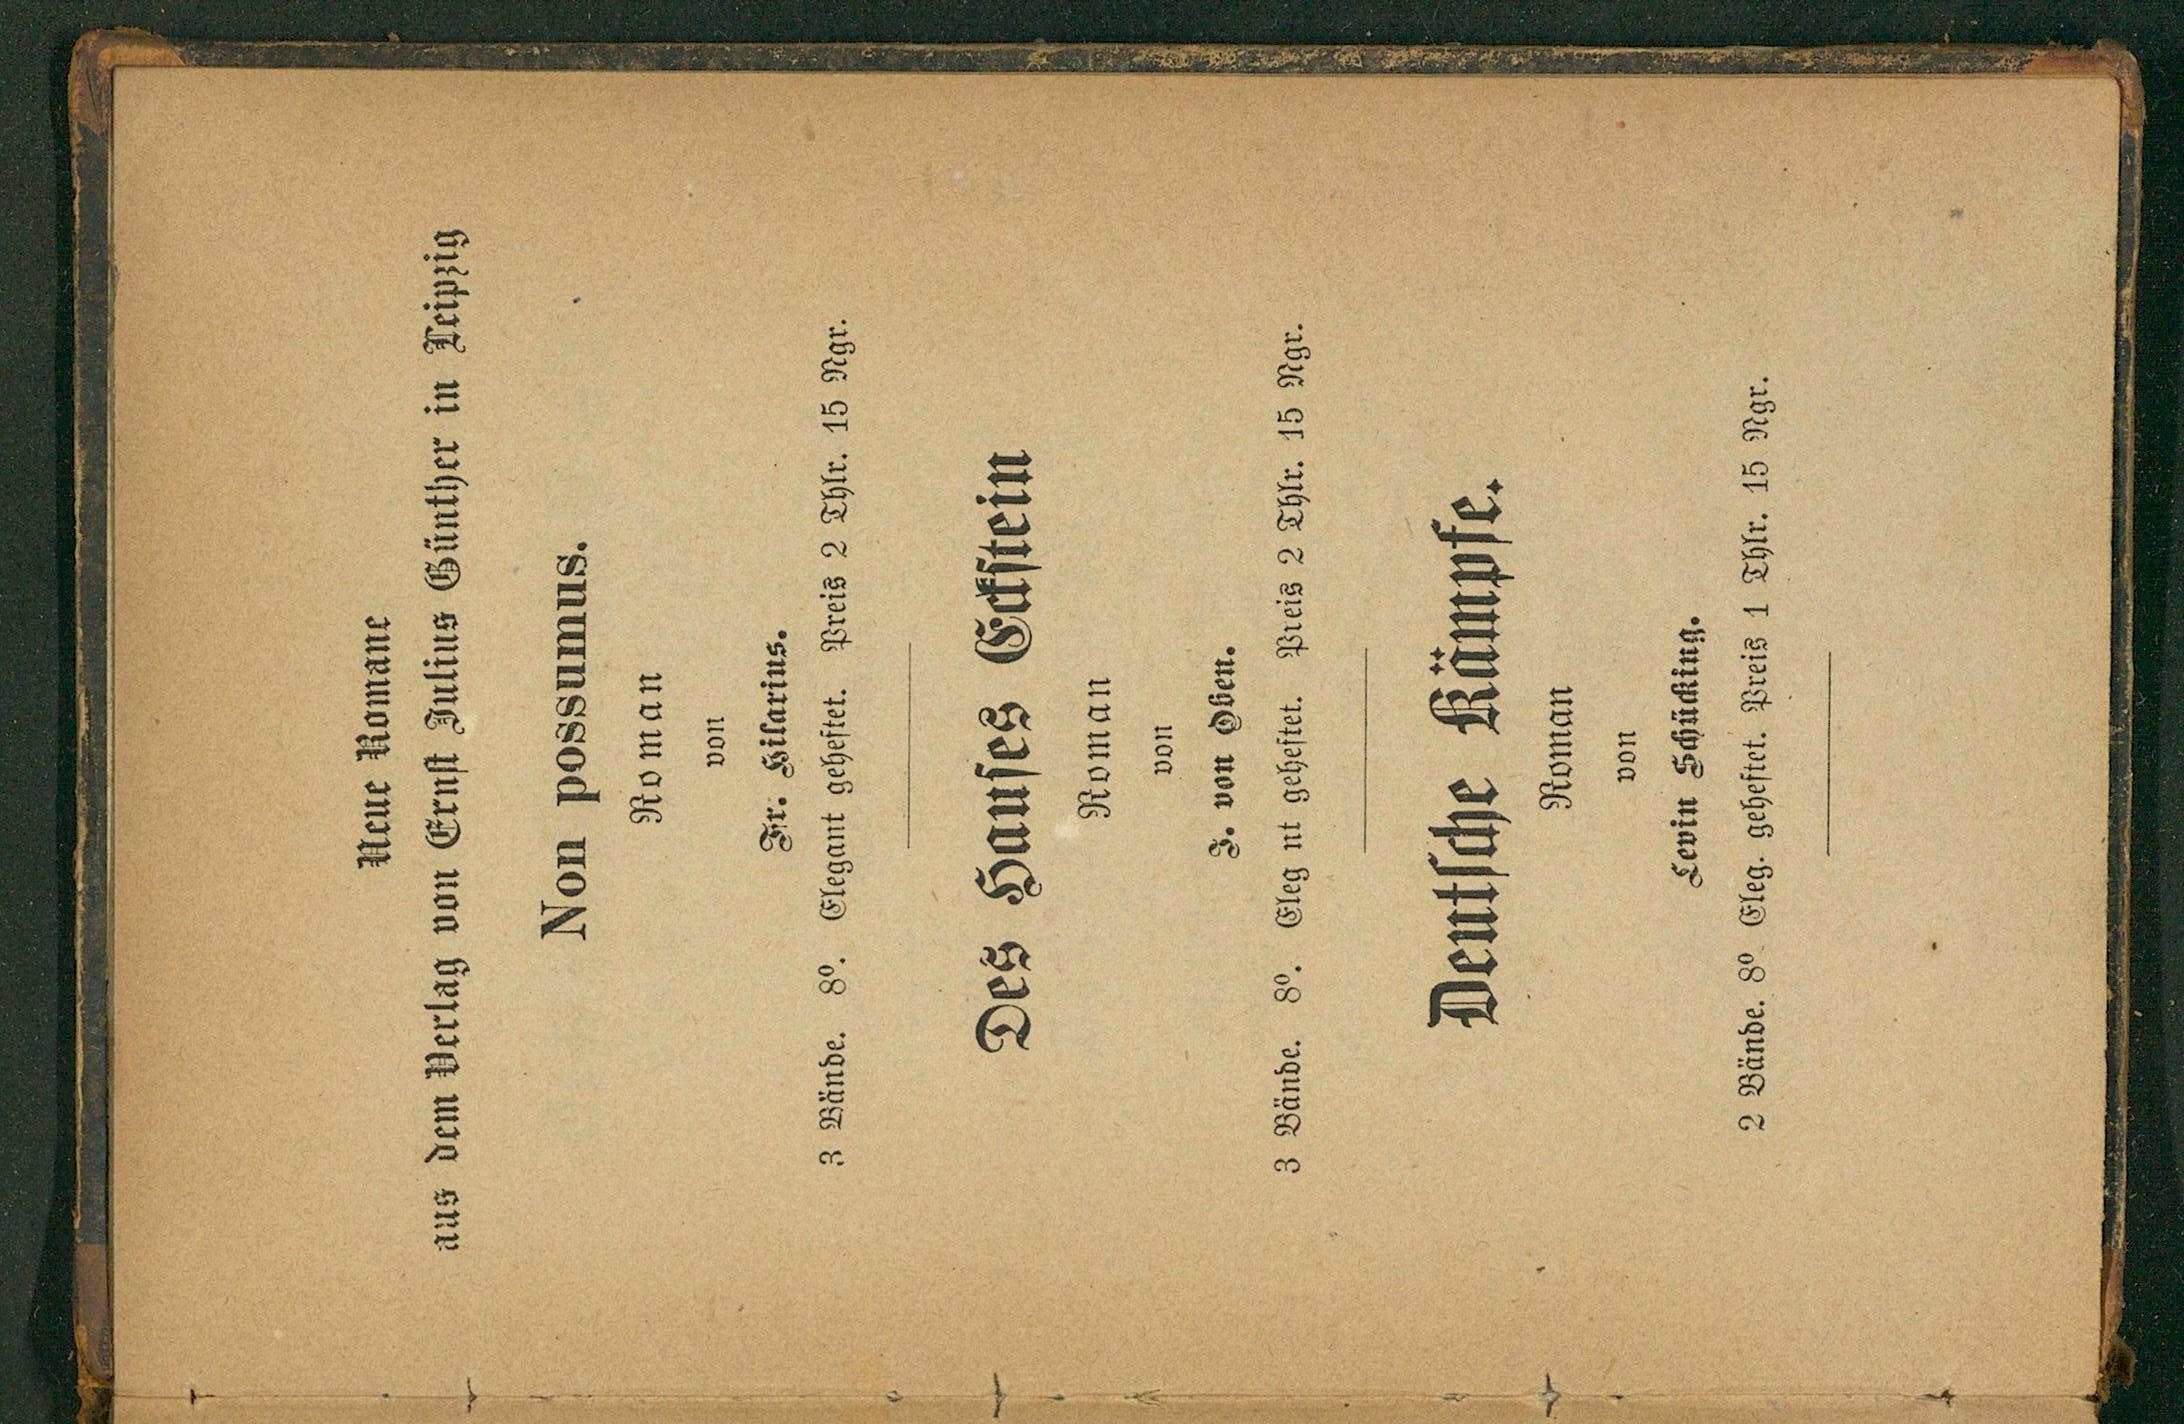 Neue Romane
aus dem Verlag von Ernst Julius Günther in Leipzig
Non possumus.
Roman
von
Fr. Hilarius.
3 Bände. 8º. Elegant geheftet. Preis 2 Thlr. 15 Ngr.
Des Hauſes Eckſtein
Roman
von
J. von Oben.
3 Bände. 8º. Eleg nt geheftet. Preis 2 Thlr. 15 Ngr.
Deutſche Kämpfe.
Roman
von
Levin Schücking.
2 Bände. 8º Eleg. geheftet. Preis 1 Thlr. 15 Ngr.